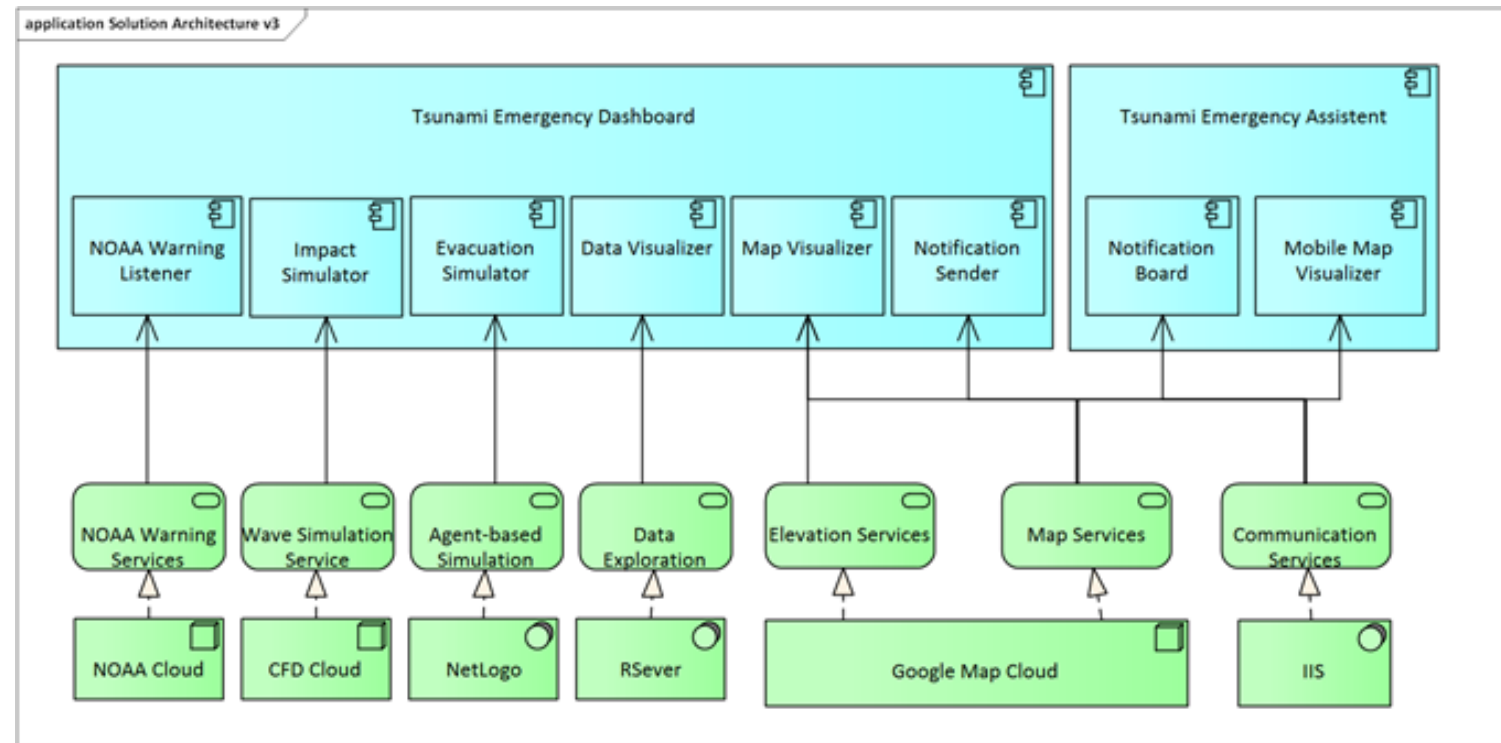 application Solution Architecture v3
Tsunami Emergency Dashboard
Tsunami Emergency Assistent
NOAA Warning
Listener
Impact
Simulator
Evacuation
Simulator
Data Visualizer
Map Visualizer
Notification
Sender
Notification
Board
Mobile Map
Visualizer
NOAA Warning
Services
Wave Simulation
Service
Agent-based
Simulation
Data
Exploration
Elevation Services
Map Services
Communication
Services
NOAA Cloud
CFD Cloud
NetLogo
RSever
Google Map Cloud
IIS